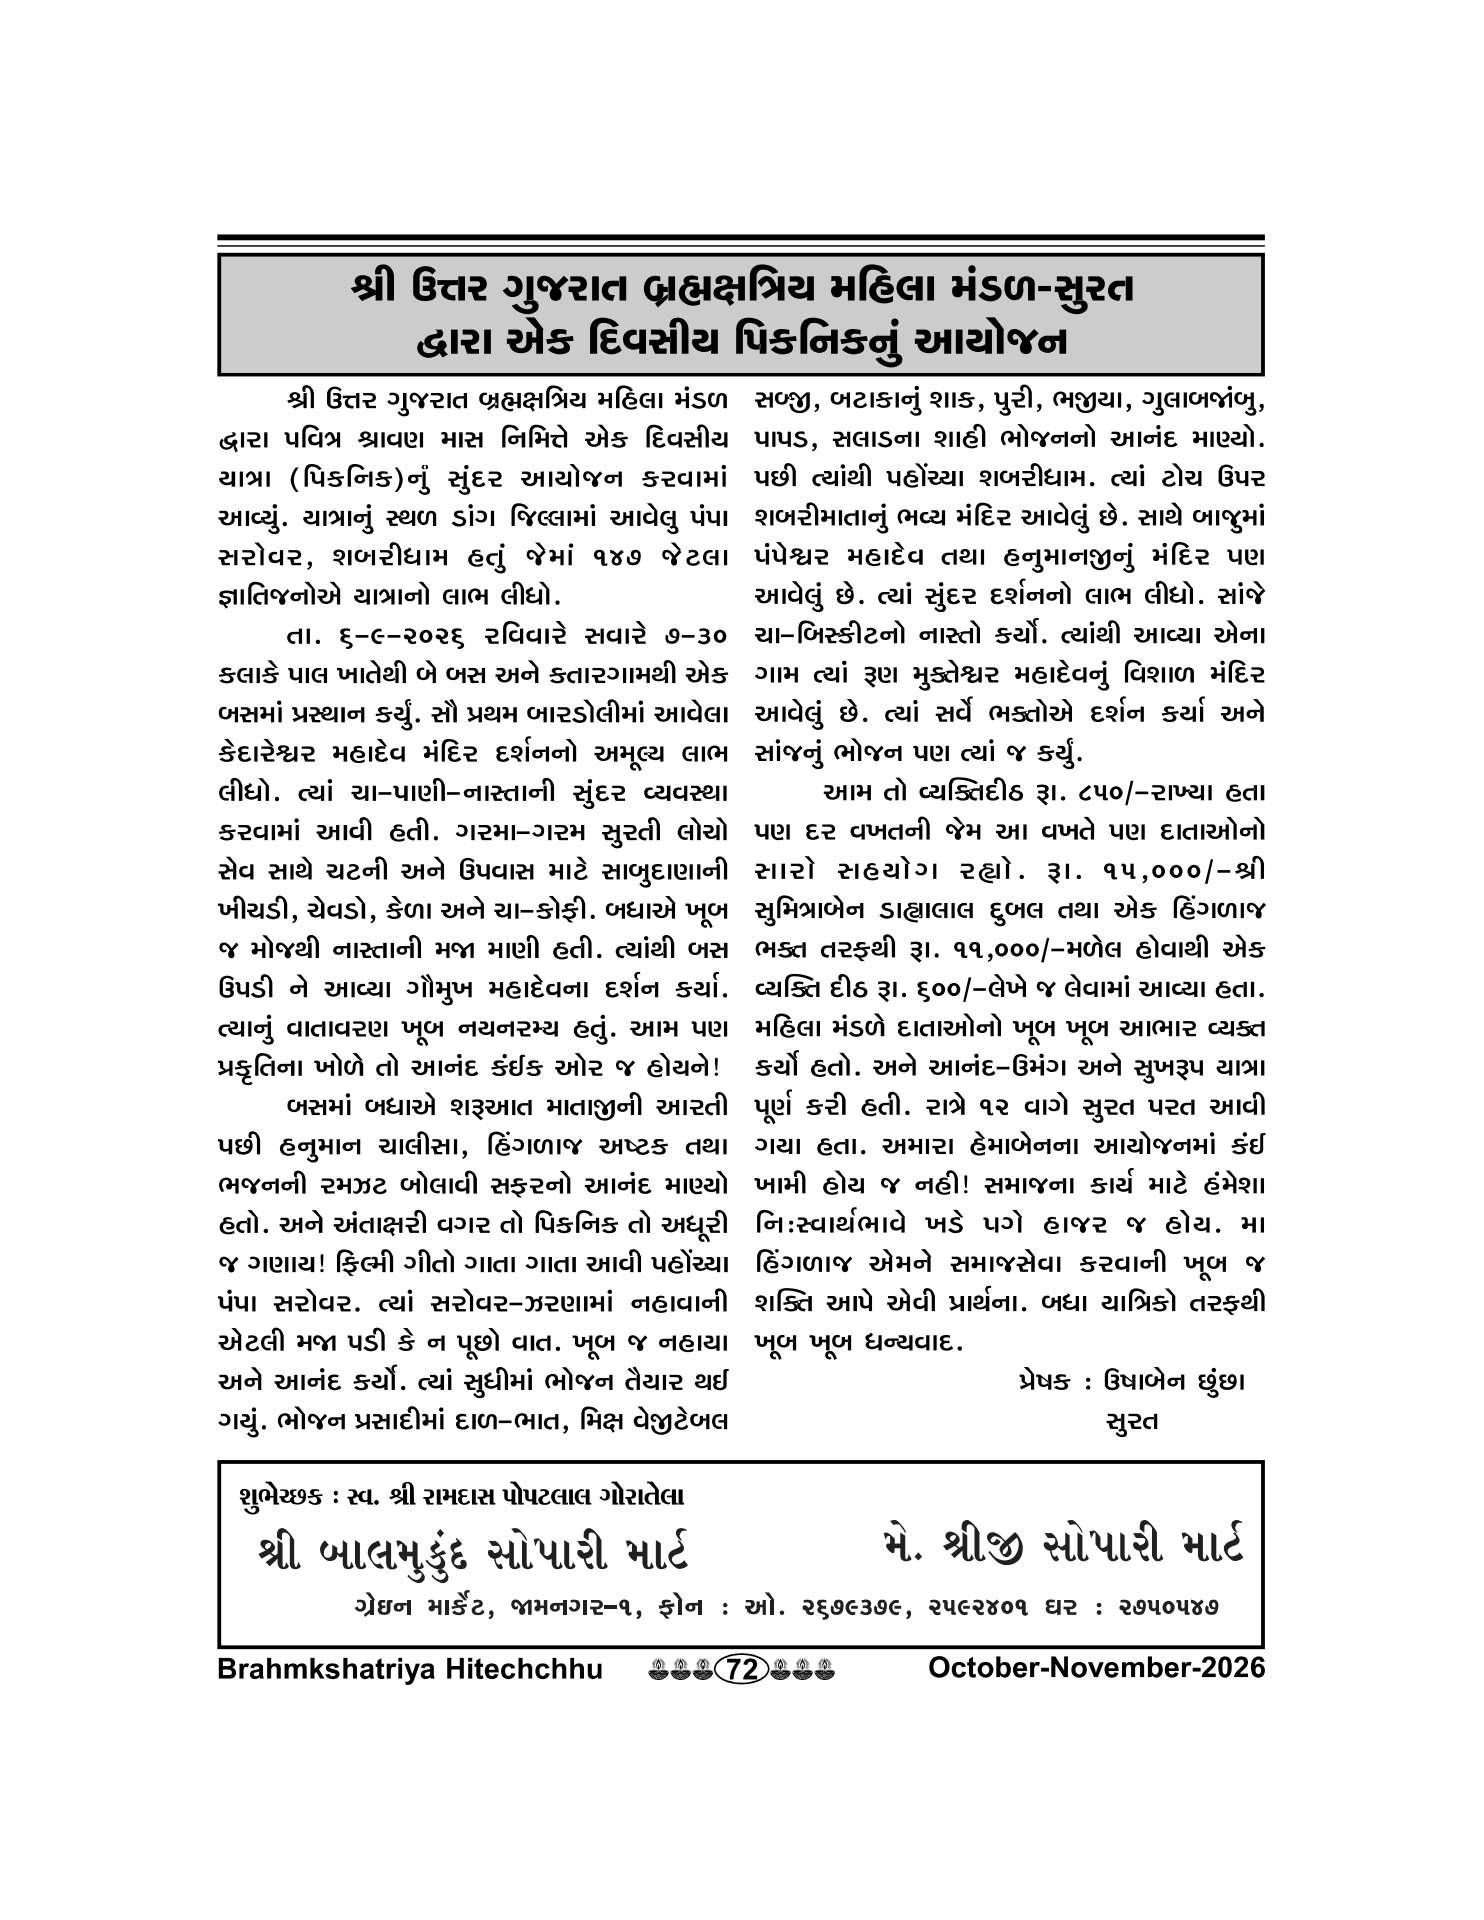 શ્રી ઉત્તર ગુજરાત બ્રહ્મક્ષત્રિય મહિલા મંડળ-સુરત
દ્વારા એક દિવસીય પિકનિકનું આયોજન
શ્રી ઉત્તર ગુજરાત બ્રહ્મક્ષત્રિય મહિલા મંડળ
દ્વારા પવિત્ર શ્રાવણ માસ નિમિત્તે એક દિવસીય
યાત્રા (પિકનિક)નું સુંદર આયોજન કરવામાં
આવ્યું. યાત્રાનું સ્થળ ડાંગ જિલ્લામાં આવેલુ પંપા
સરોવર, શબરીધામ હતું જેમાં ૧૪૭ જેટલા
જ્ઞાતિજનોએ યાત્રાનો લાભ લીધો.
તા. ૬-૯-૨૦૨૬ રવિવારે સવારે ૭-૩૦
કલાકે પાલ ખાતેથી બે બસ અને કતારગામથી એક
બસમાં પ્રસ્થાન કર્યું. સૌ પ્રથમ બારડોલીમાં આવેલા
કેદારેશ્વર મહાદેવ મંદિર દર્શનનો અમૂલ્ય લાભ
લીધો. ત્યાં ચા-પાણી-નાસ્તાની સુંદર વ્યવસ્થા
કરવામાં આવી હતી. ગરમા-ગરમ સુરતી લોચો
સેવ સાથે ચટની અને ઉપવાસ માટે સાબુદાણાની
ખીચડી, ચેવડો, કેળા અને ચા-કોફી. બધાએ ખૂબ
જ મોજથી નાસ્તાની મજા માણી હતી. ત્યાંથી બસ
ઉપડી ને આવ્યા ગૌમુખ મહાદેવના દર્શન કર્યા.
ત્યાનું વાતાવરણ ખૂબ નયનરમ્ય હતું. આમ પણ
પ્રકૃતિના ખોળે તો આનંદ કંઈક ઓર જ હોયને!
બસમાં બધાએ શરૂઆત માતાજીની આરતી
પછી હનુમાન ચાલીસા, હિંગળાજ અષ્ટક તથા
ભજનની રમઝટ બોલાવી સફરનો આનંદ માણ્યો
હતો. અને અંતાક્ષરી વગર તો પિકનિક તો અધૂરી
જ ગણાય! ફિલ્મી ગીતો ગાતા ગાતા આવી પહોંચ્યા
પંપા સરોવર. ત્યાં સરોવર-ઝરણામાં નહાવાની
એટલી મજા પડી કે ન પૂછો વાત. ખૂબ જ નહાયા
અને આનંદ કર્યો. ત્યાં સુધીમાં ભોજન તૈયાર થઈ
ગયું. ભોજન પ્રસાદીમાં દાળ-ભાત, મિક્ષ વેજીટેબલ
સબ્જી, બટાકાનું શાક, પુરી, ભજીયા, ગુલાબજાંબુ,
પાપડ, સલાડના શાહી ભોજનનો આનંદ માણ્યો.
પછી ત્યાંથી પહોંચ્યા શબરીધામ. ત્યાં ટોચ ઉપર
શબરીમાતાનું ભવ્ય મંદિર આવેલું છે. સાથે બાજુમાં
પંપેશ્વર મહાદેવ તથા હનુમાનજીનું મંદિર પણ
આવેલું છે. ત્યાં સુંદર દર્શનનો લાભ લીધો. સાંજે
ચા-બિસ્કીટનો નાસ્તો કર્યો. ત્યાંથી આવ્યા એના
ગામ ત્યાં રૂણ મુક્તેશ્વર મહાદેવનું વિશાળ મંદિર
આવેલું છે. ત્યાં સર્વે ભક્તોએ દર્શન કર્યા અને
સાંજનું ભોજન પણ ત્યાં જ કર્યું.
આમ તો વ્યક્તિદીઠ રૂા. ૮૫૦/-રાખ્યા હતા
પણ દર વખતની જેમ આ વખતે પણ દાતાઓનો
સારો સહયોગ રહ્યો. રૂા. ૧૫,૦૦૦/-શ્રી
સુમિત્રાબેન ડાહ્યાલાલ દુબલ તથા એક હિંગળાજ
ભક્ત તરફથી રૂા. ૧૧,૦૦૦/-મળેલ હોવાથી એક
વ્યક્તિ દીઠ રૂા. ૬૦૦/-લેખે જ લેવામાં આવ્યા હતા.
મહિલા મંડળે દાતાઓનો ખૂબ ખૂબ આભાર વ્યક્ત
કર્યો હતો. અને આનંદ-ઉમંગ અને સુખરૂપ યાત્રા
પૂર્ણ કરી હતી. રાત્રે ૧૨ વાગે સુરત પરત આવી
ગયા હતા. અમારા હેમાબેનના આયોજનમાં કંઈ
ખામી હોય જ નહી! સમાજના કાર્ય માટે હંમેશા
નિ:સ્વાર્થભાવે ખડે પગે હાજર જ હોય. મા
હિંગળાજ એમને સમાજસેવા કરવાની ખૂબ જ
શક્તિ આપે એવી પ્રાર્થના. બધા યાત્રિકો તરફથી
ખૂબ ખૂબ ધન્યવાદ.
પ્રેષક : ઉષાબેન છુંછા
સુરત
શુભેચ્છક : સ્વ. શ્રી રામદાસ પોપટલાલ ગોરાતેલા
શ્રી બાલમુકુંદ સોપારી માર્ટ
મે. શ્રીજી સોપારી માર્ટ
ગ્રેઇન માર્કેટ, જામનગર-૧, ફોન : ઓ. ૨૬૭૯૩૭૯, ૨૫૯૨૪૦૧ ઘર : ૨૭૫૦૫૪૭
Brahmkshatriya Hitechchhu 72 October-November-2026